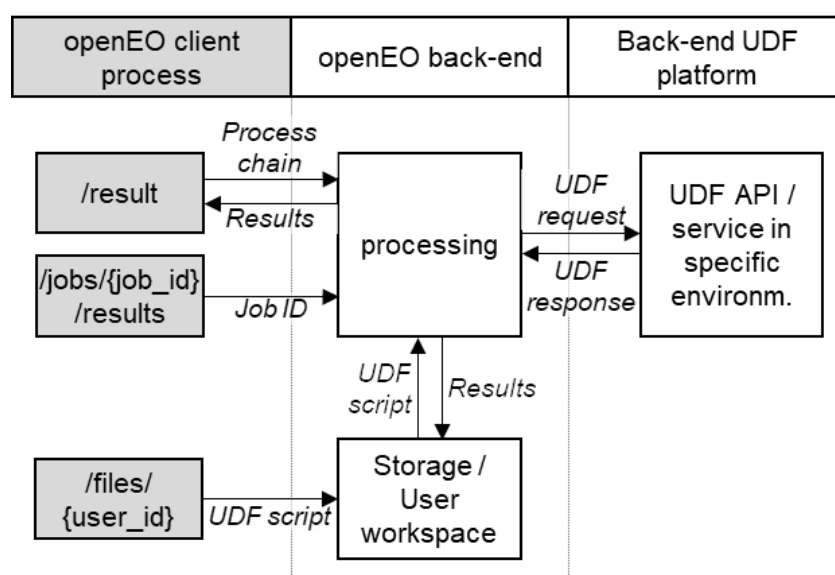 openEO client
process
openEO back-end
Back-end UDF
platform
Process
chain
/result
Results
processing
UDF
request
UDF
response
UDF API /
service in
specific
environm.
/jobs/{job_id}
/results
Job ID
UDF
script
Results
/files/
{user_id}
UDF script
Storage /
User
workspace